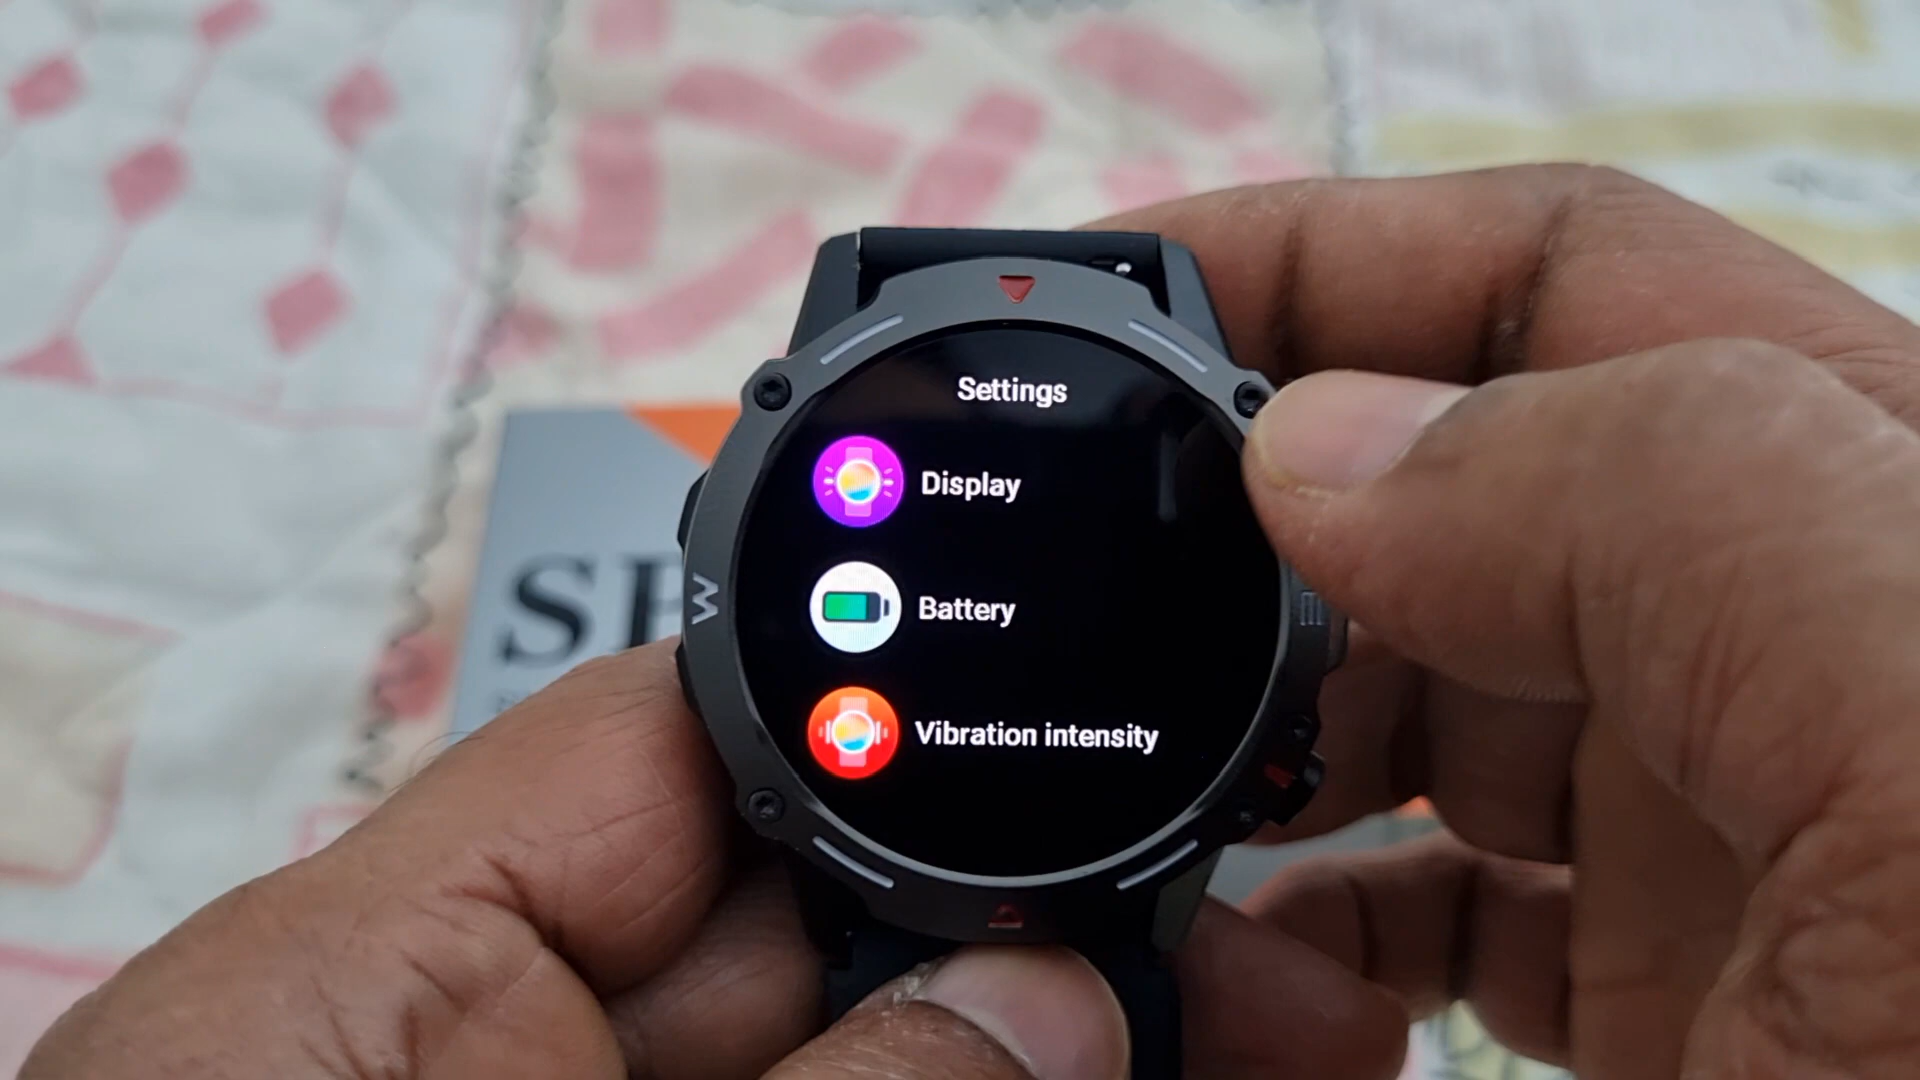 Settings
Display
Battery
Vibration intensity
W
E